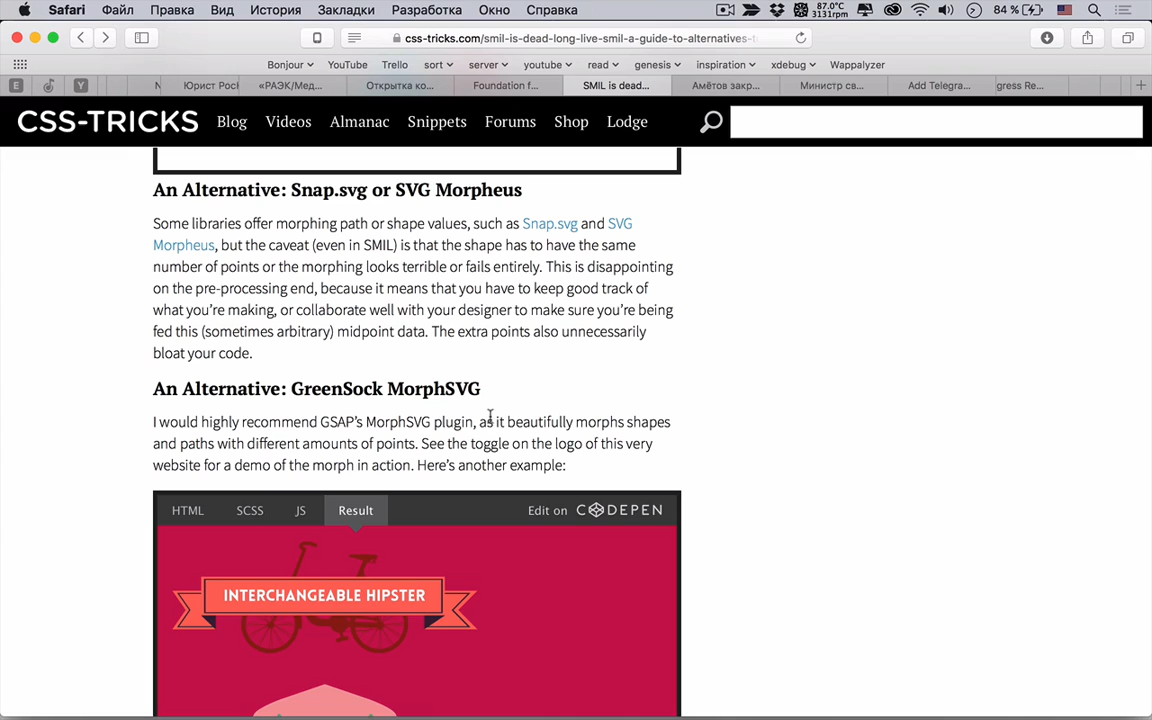 Safari Файл Правка Вид История Закладки Разработка Окно Справка 87.0°C 3131rpm 84 %
css-tricks.com/smil-is-dead-long-live-smil-a-guide-to-alternatives-t
Bonjour YouTube Trello sort server youtube read genesis inspiration xdebug Wappalyzer
E Y Юрист Рос «РАЭК/Мед... Открытка ко... Foundation f... SMIL is dead... Аметов закр... Министр св... Add Telegra... gress Re...
CSS-TRICKS Blog Videos Almanac Snippets Forums Shop Lodge
An Alternative: Snap.svg or SVG Morpheus
Some libraries offer morphing path or shape values, such as Snap.svg and SVG
Morpheus, but the caveat (even in SMIL) is that the shape has to have the same
number of points or the morphing looks terrible or fails entirely. This is disappointing
on the pre-processing end, because it means that you have to keep good track of
what you’re making, or collaborate well with your designer to make sure you’re being
fed this (sometimes arbitrary) midpoint data. The extra points also unnecessarily
bloat your code.
An Alternative: GreenSock MorphSVG
I would highly recommend GSAP’s MorphSVG plugin, as it beautifully morphs shapes
and paths with different amounts of points. See the toggle on the logo of this very
website for a demo of the morph in action. Here’s another example:
HTML SCSS JS Result Edit on CODEPEN
INTERCHANGEABLE HIPSTER